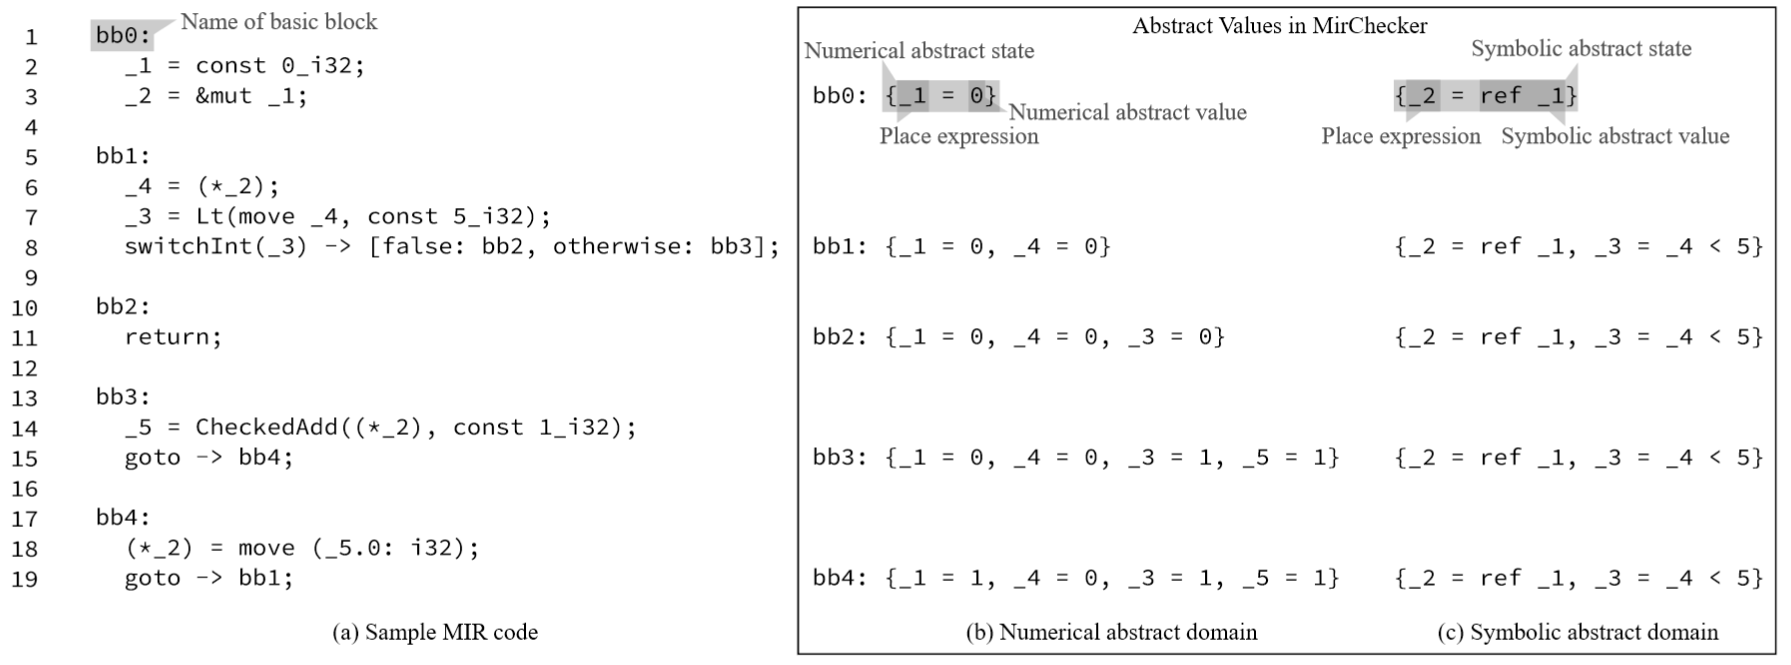 1 bb0: Name of basic block
2 _1 = const 0_i32;
3 _2 = &mut _1;
4
5 bb1:
6 _4 = (*_2);
7 _3 = Lt(move _4, const 5_i32);
8 switchInt(_3) -> [false: bb2, otherwise: bb3];
9
10 bb2:
11 return;
12
13 bb3:
14 _5 = CheckedAdd((*_2), const 1_i32);
15 goto -> bb4;
16
17 bb4:
18 (*_2) = move (_5.0: i32);
19 goto -> bb1;
(a) Sample MIR code
Abstract Values in MirChecker
Numerical abstract state
Symbolic abstract state
bb0: {_1 = 0} {_2 = ref _1}
Numerical abstract value
Place expression
Place expression Symbolic abstract value
bb1: {_1 = 0, _4 = 0} {_2 = ref _1, _3 = _4 < 5}
bb2: {_1 = 0, _4 = 0, _3 = 0} {_2 = ref _1, _3 = _4 < 5}
bb3: {_1 = 0, _4 = 0, _3 = 1, _5 = 1} {_2 = ref _1, _3 = _4 < 5}
bb4: {_1 = 1, _4 = 0, _3 = 1, _5 = 1} {_2 = ref _1, _3 = _4 < 5}
(b) Numerical abstract domain (c) Symbolic abstract domain